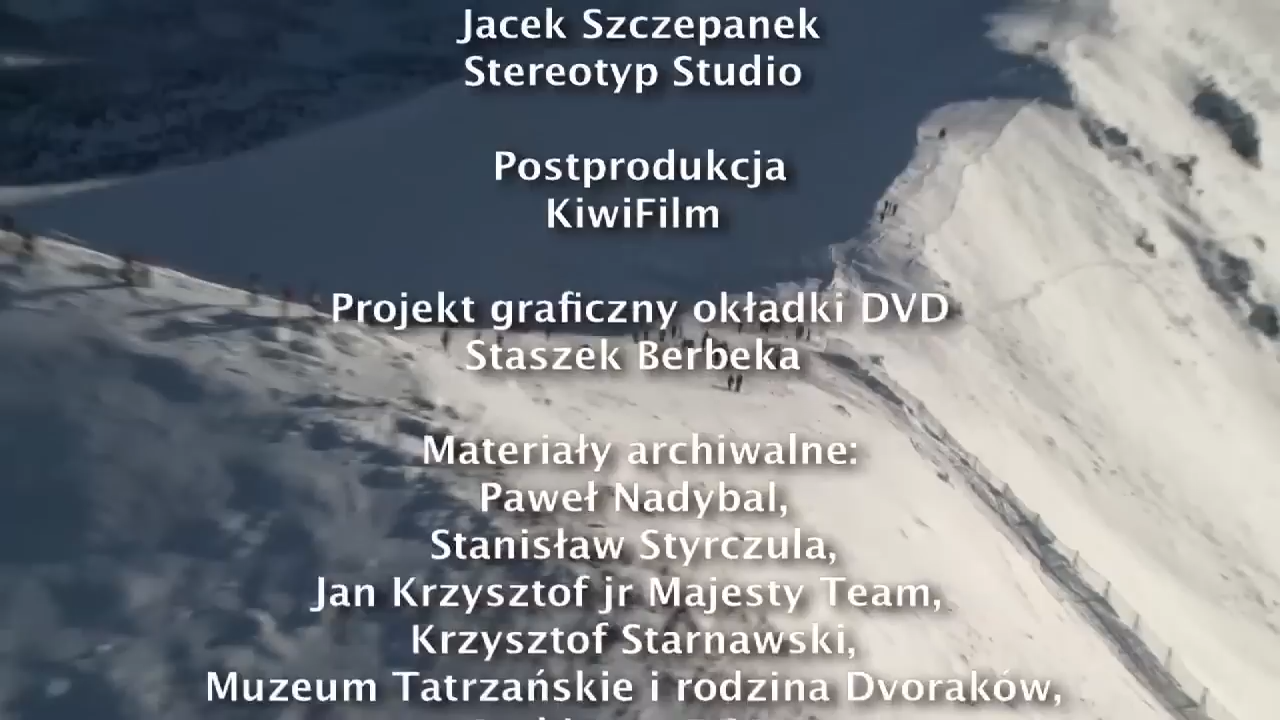 Jacek Szczepanek
Stereotyp Studio
Postprodukcja
KiwiFilm
Projekt graficzny okładki DVD
Staszek Berbeka
Materiały archiwalne:
Paweł Nadybal,
Stanisław Styrczula,
Jan Krzysztof jr Majesty Team,
Krzysztof Starnawski,
Muzeum Tatrzańskie i rodzina Dvoraków,